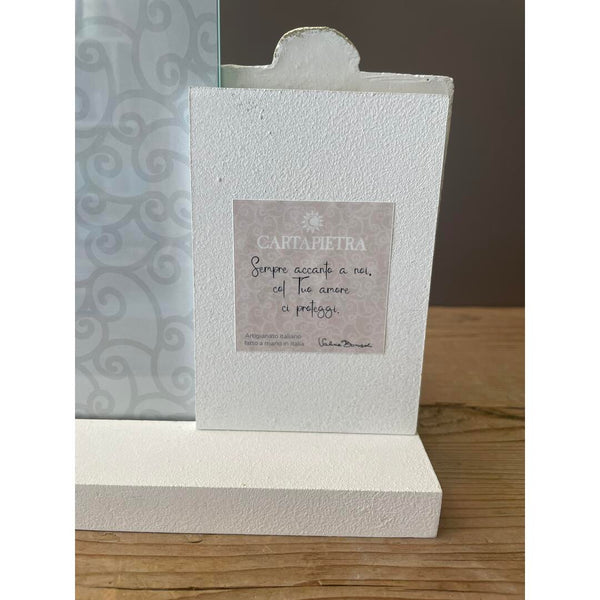 CARTAPIETRA
Sempre accanto a noi,
col Tuo amore
ci proteggi.
Artigianato italiano
fatto a mano in Italia